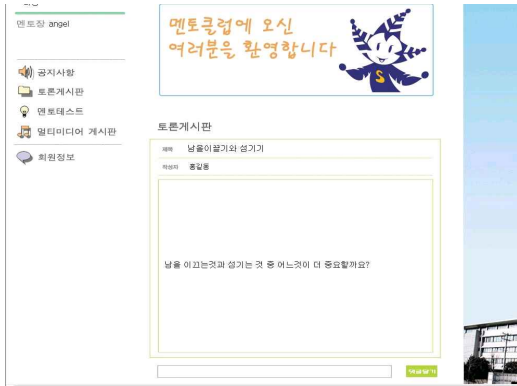 멘토장 angel
멘토클럽에 오신
여러분을 환영합니다
공지사항
토론게시판
멘토테스트
멀티미디어 게시판
회원정보
S
토론게시판
제목 남을이끌기와 섬기기
작성자 홍길동
남을 이끄는것과 섬기는 것 중 어느것이 더 중요할까요?